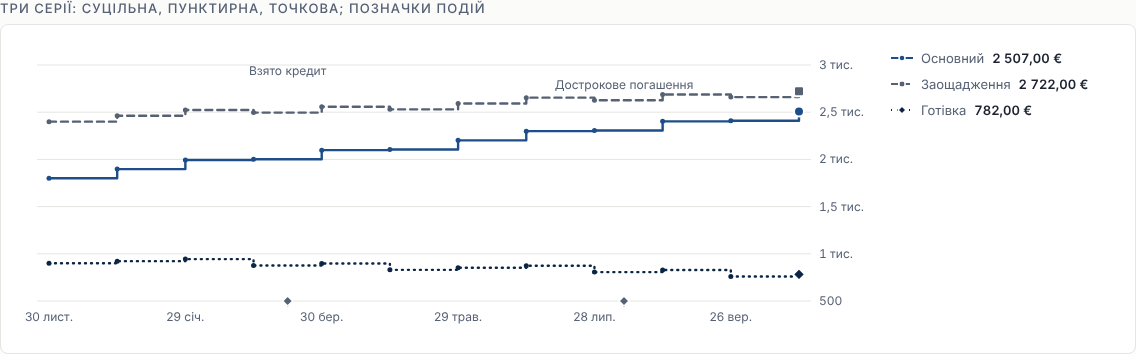 ТРИ СЕРІЇ: СУЦІЛЬНА, ПУНКТИРНА, ТОЧКОВА; ПОЗНАЧКИ ПОДІЙ
Взято кредит
Дострокове погашення
3 тис.
2,5 тис.
2 тис.
1,5 тис.
1 тис.
500
30 лист.
29 січ.
30 бер.
29 трав.
28 лип.
26 вер.
Основний 2 507,00 €
Заощадження 2 722,00 €
Готівка 782,00 €